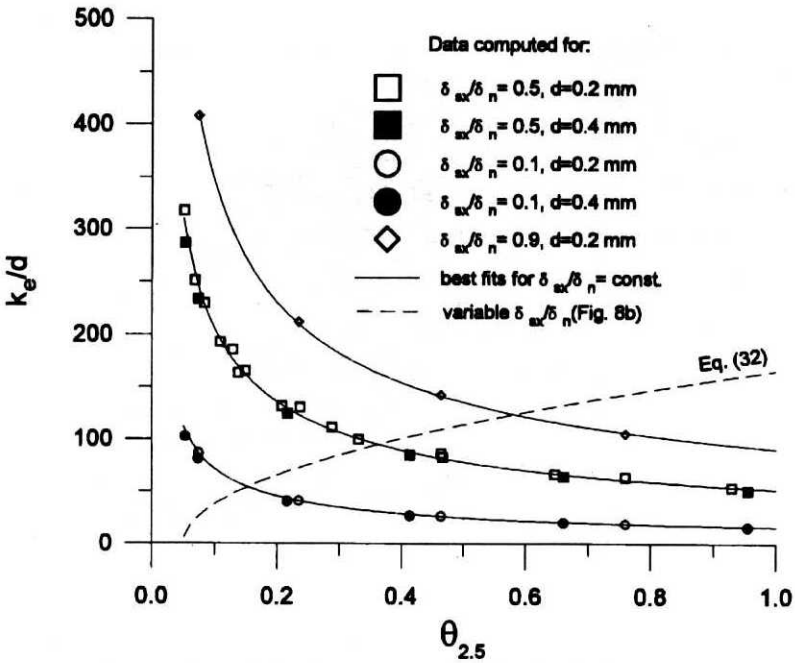 500
400
300
200
100
0
k_e/d
Data computed for:
δ_sx/δ_n= 0.5, d=0.2 mm
δ_sx/δ_n= 0.5, d=0.4 mm
δ_sx/δ_n= 0.1, d=0.2 mm
δ_sx/δ_n= 0.1, d=0.4 mm
δ_sx/δ_n= 0.9, d=0.2 mm
best fits for δ_sx/δ_n= const.
variable δ_sx/δ_n(Fig. 8b)
Eq. (32)
0.0 0.2 0.4 0.6 0.8 1.0
θ_2.5